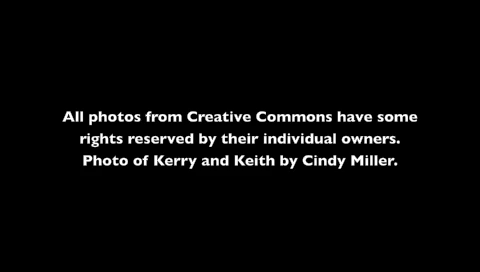 All photos from Creative Commons have some
rights reserved by their individual owners.
Photo of Kerry and Keith by Cindy Miller.